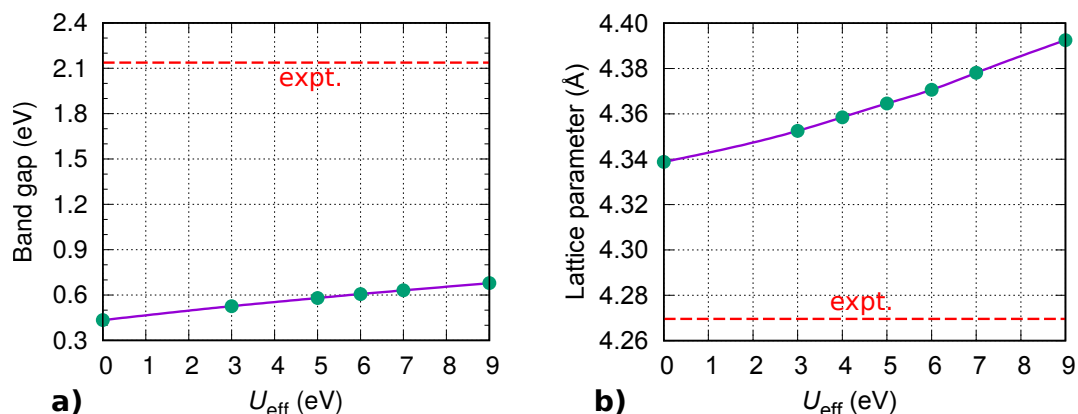 2.4
2.1
1.8
1.5
1.2
0.9
0.6
0.3
Band gap (eV)
expt.
0 1 2 3 4 5 6 7 8 9
U_eff (eV)
a)
4.40
4.38
4.36
4.34
4.32
4.30
4.28
4.26
Lattice parameter (Å)
expt.
0 1 2 3 4 5 6 7 8 9
U_eff (eV)
b)